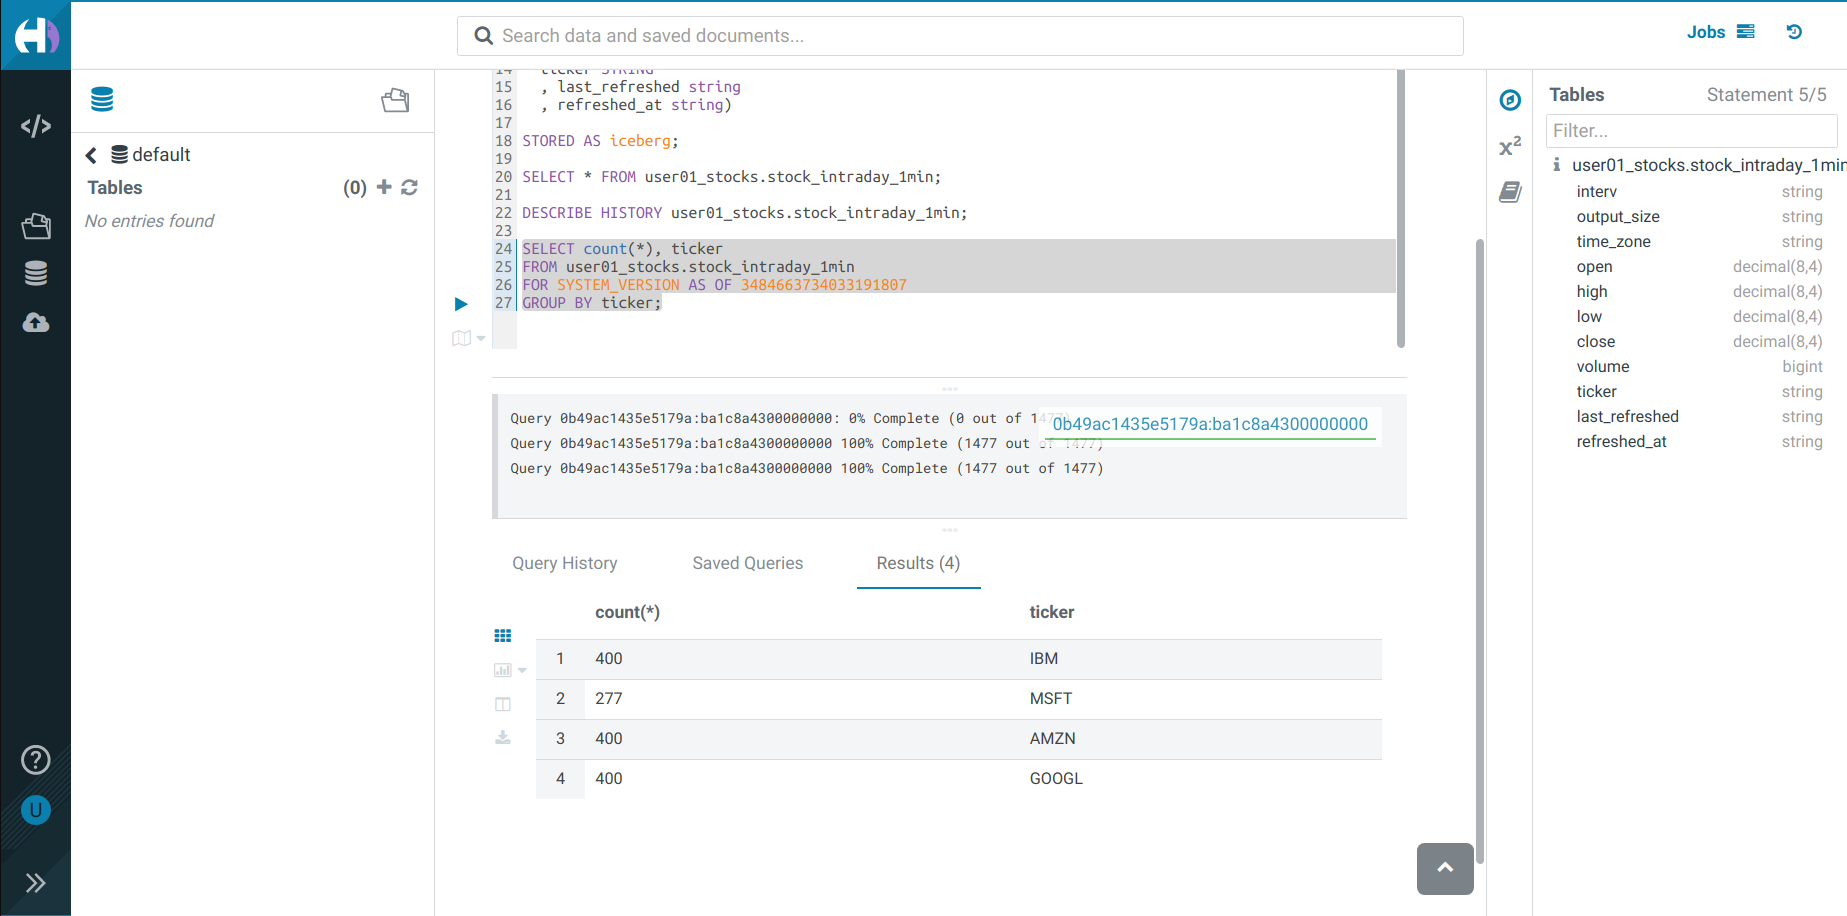 Search data and saved documents...
Jobs
default
Tables (0)
No entries found
14 ticker STRING
15 , last_refreshed string
16 , refreshed_at string)
17
18 STORED AS iceberg;
19
20 SELECT * FROM user01_stocks.stock_intraday_1min;
21
22 DESCRIBE HISTORY user01_stocks.stock_intraday_1min;
23
24 SELECT count(*), ticker
25 FROM user01_stocks.stock_intraday_1min
26 FOR SYSTEM_VERSION AS OF 3484663734033191807
27 GROUP BY ticker;
Query 0b49ac1435e5179a:ba1c8a4300000000: 0% Complete (0 out of 1477)
0b49ac1435e5179a:ba1c8a4300000000
Query 0b49ac1435e5179a:ba1c8a4300000000 100% Complete (1477 out of 1477)
Query 0b49ac1435e5179a:ba1c8a4300000000 100% Complete (1477 out of 1477)
Query History Saved Queries Results (4)
count(*) ticker
1 400 IBM
2 277 MSFT
3 400 AMZN
4 400 GOOGL
U
x2
Tables Statement 5/5
Filter...
user01_stocks.stock_intraday_1min
interv string
output_size string
time_zone string
open decimal(8,4)
high decimal(8,4)
low decimal(8,4)
close decimal(8,4)
volume bigint
ticker string
last_refreshed string
refreshed_at string